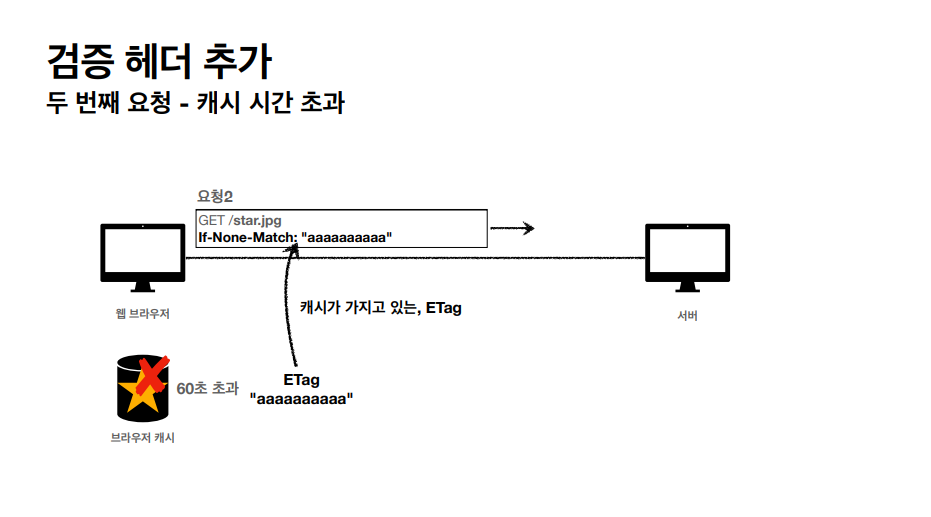 검증 헤더 추가
두 번째 요청 - 캐시 시간 초과
요청2
GET /star.jpg
If-None-Match: "aaaaaaaaaa"
웹 브라우저
서버
캐시가 가지고 있는, ETag
60초 초과
ETag
"aaaaaaaaaa"
브라우저 캐시